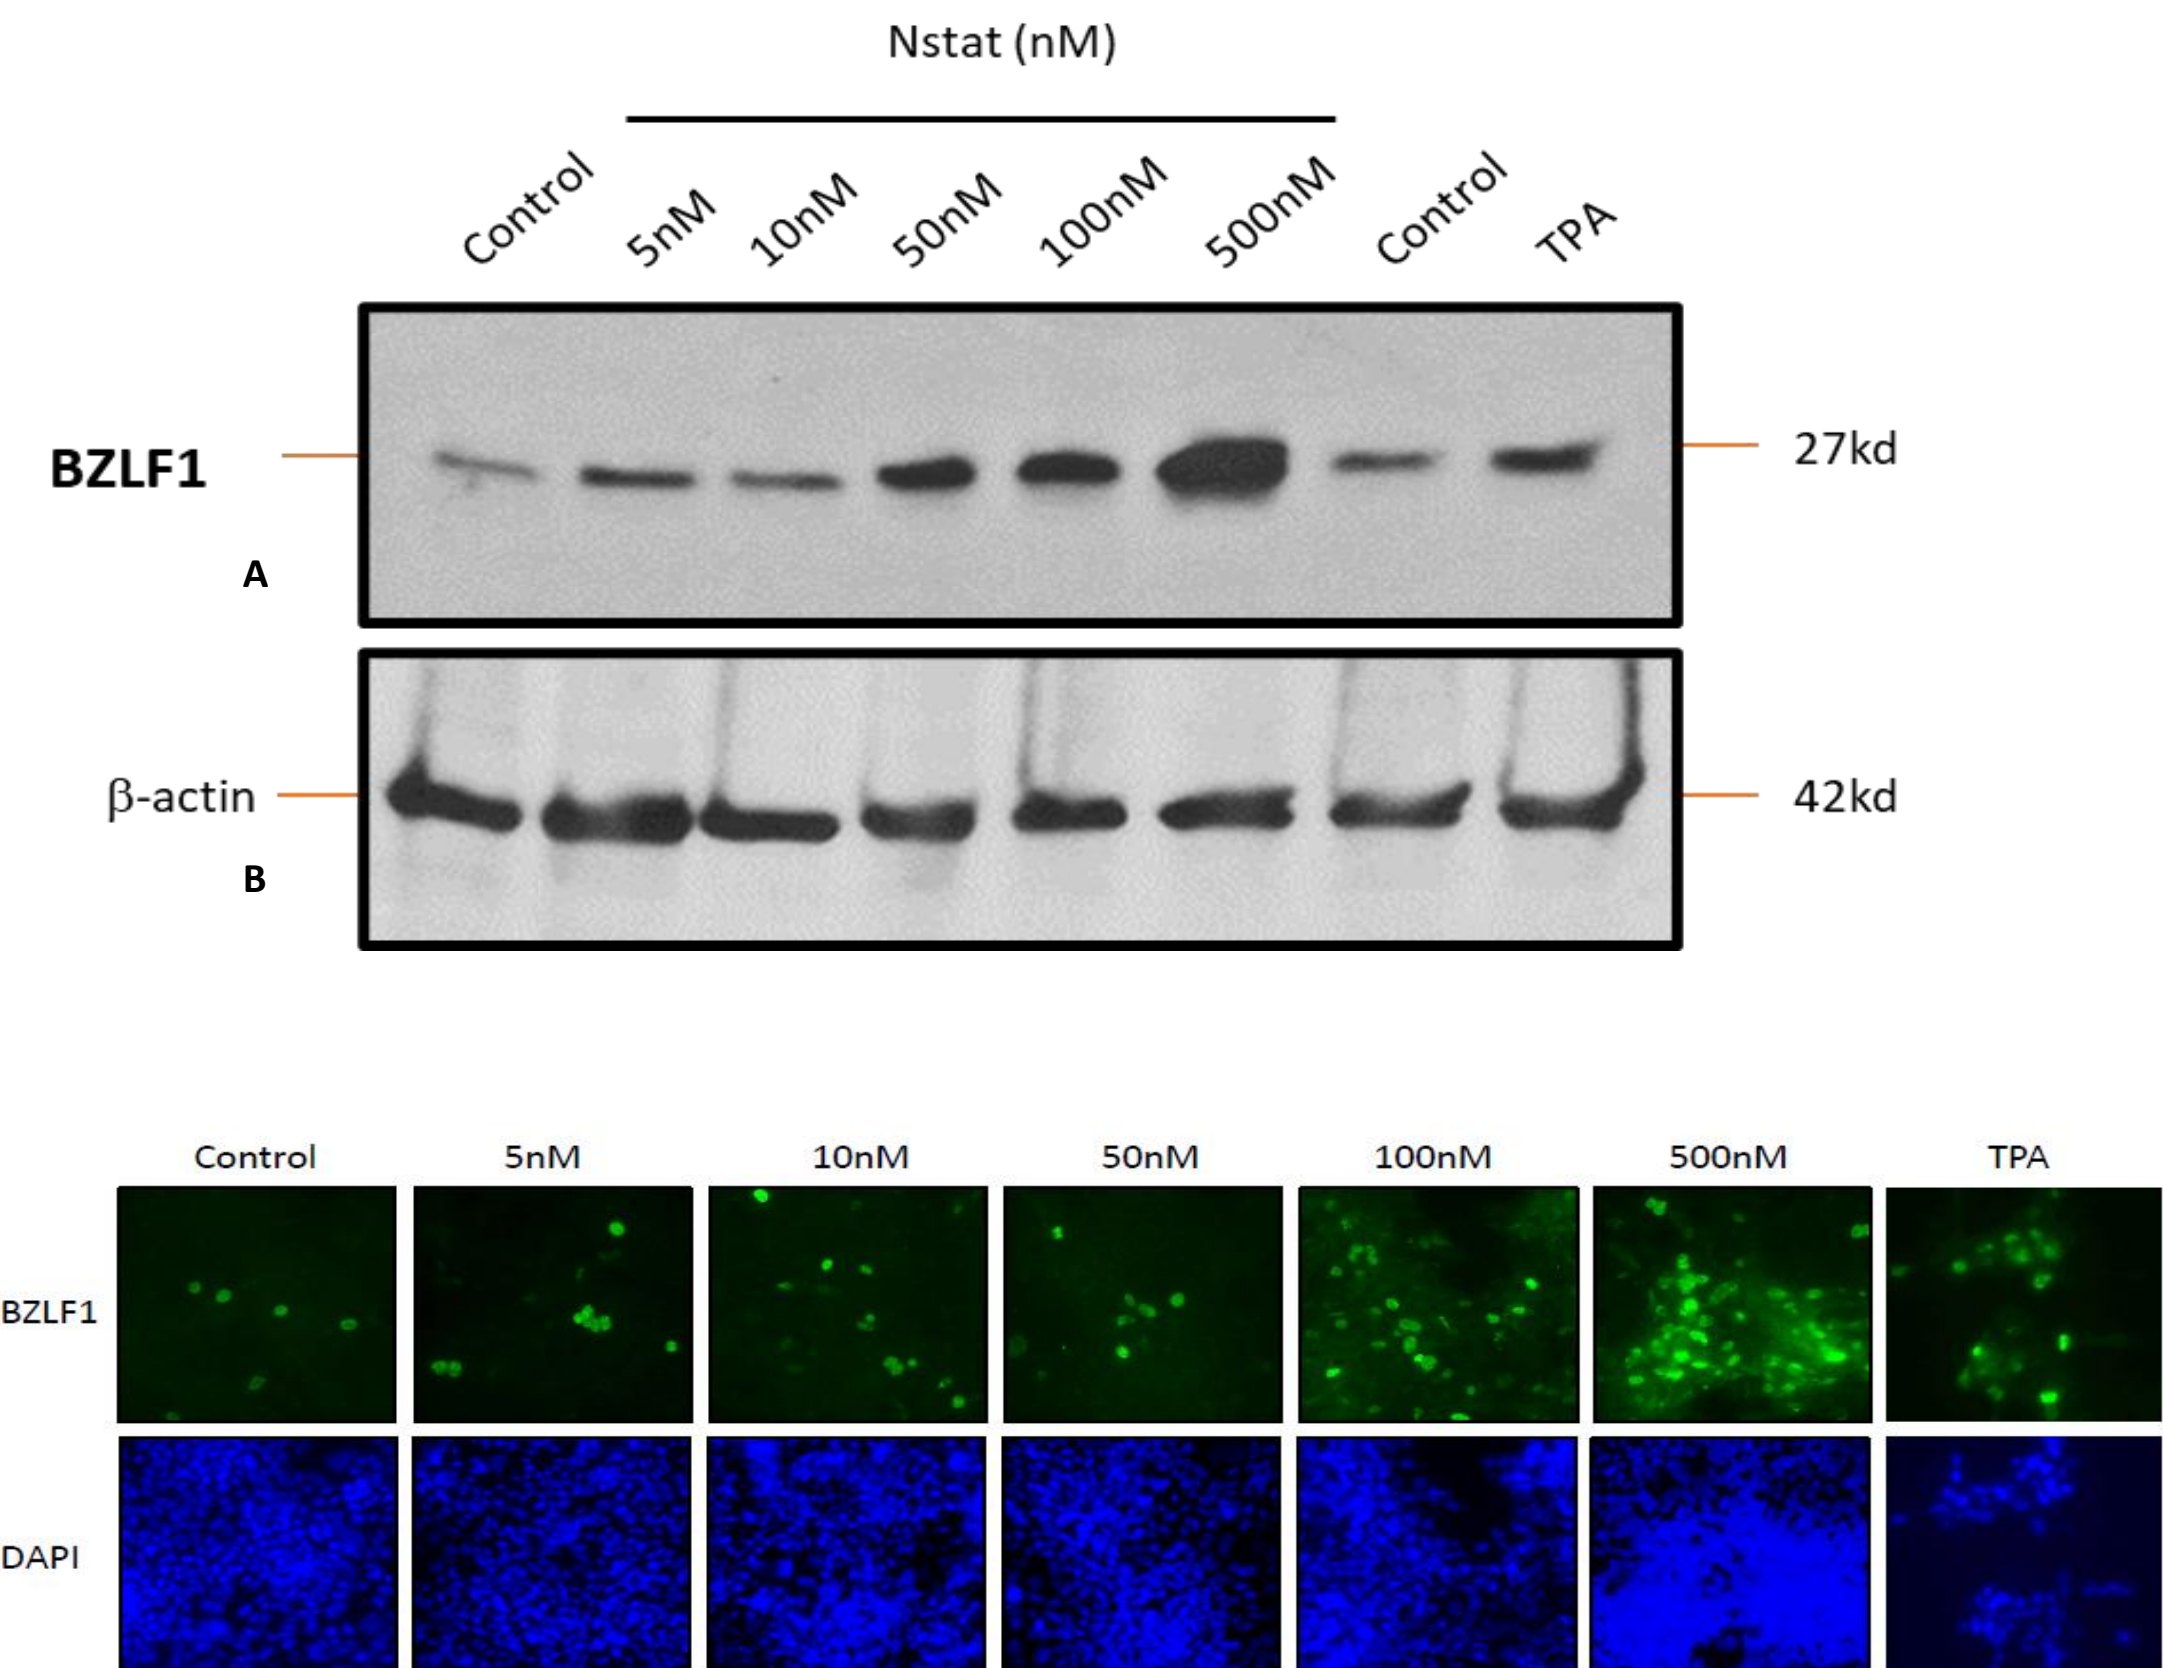 Nstat (nM)
Control 5nM 10nM 50nM 100nM 500nM Control TPA
BZLF1 27kd
A
β-actin 42kd
B
Control 5nM 10nM 50nM 100nM 500nM TPA
BZLF1
DAPI